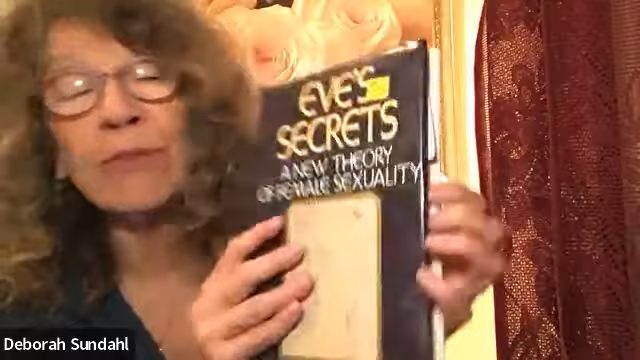 EVE'S
SECRETS
A NEW THEORY
OF FEMALE SEXUALITY
Deborah Sundahl